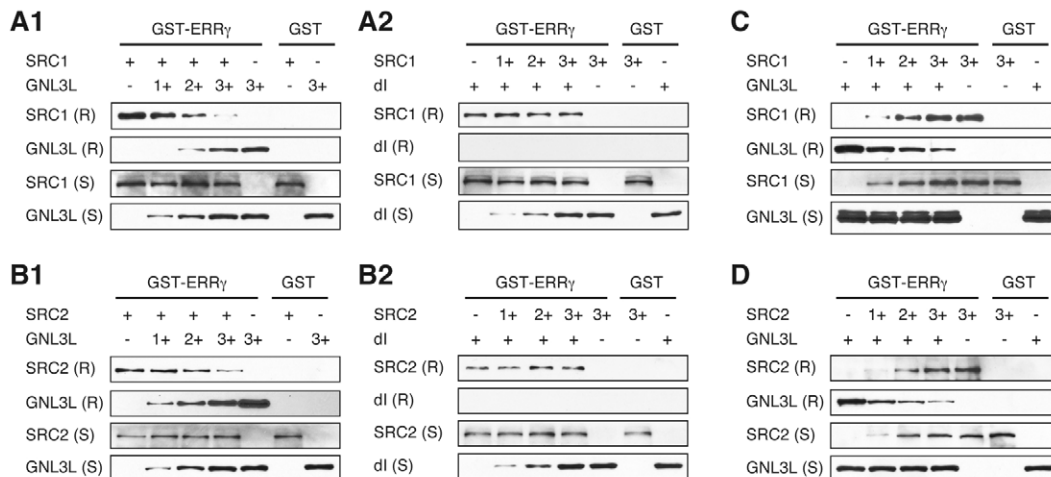 A1
GST-ERRγ GST
SRC1 + + + + - + -
GNL3L - 1+ 2+ 3+ 3+ - 3+
SRC1 (R)
GNL3L (R)
SRC1 (S)
GNL3L (S)
A2
GST-ERRγ GST
SRC1 - 1+ 2+ 3+ 3+ 3+ -
dI + + + + - - +
SRC1 (R)
dI (R)
SRC1 (S)
dI (S)
C
GST-ERRγ GST
SRC1 - 1+ 2+ 3+ 3+ 3+ -
GNL3L + + + + - - +
SRC1 (R)
GNL3L (R)
SRC1 (S)
GNL3L (S)
B1
GST-ERRγ GST
SRC2 + + + + - + -
GNL3L - 1+ 2+ 3+ 3+ - 3+
SRC2 (R)
GNL3L (R)
SRC2 (S)
GNL3L (S)
B2
GST-ERRγ GST
SRC2 - 1+ 2+ 3+ 3+ 3+ -
dI + + + + - - +
SRC2 (R)
dI (R)
SRC2 (S)
dI (S)
D
GST-ERRγ GST
SRC2 - 1+ 2+ 3+ 3+ 3+ -
GNL3L + + + + - - +
SRC2 (R)
GNL3L (R)
SRC2 (S)
GNL3L (S)